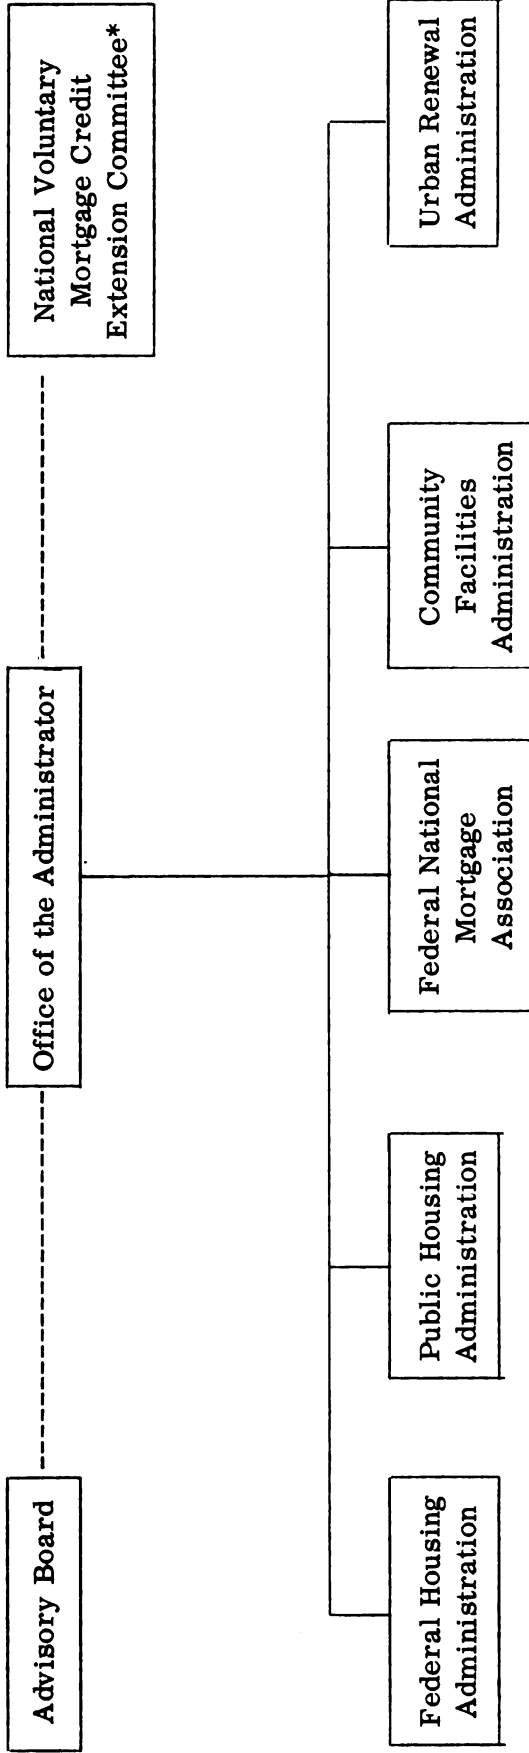 Advisory Board
Office of the Administrator
National Voluntary
Mortgage Credit
Extension Committee*
Federal Housing
Administration
Public Housing
Administration
Federal National
Mortgage
Association
Community
Facilities
Administration
Urban Renewal
Administration